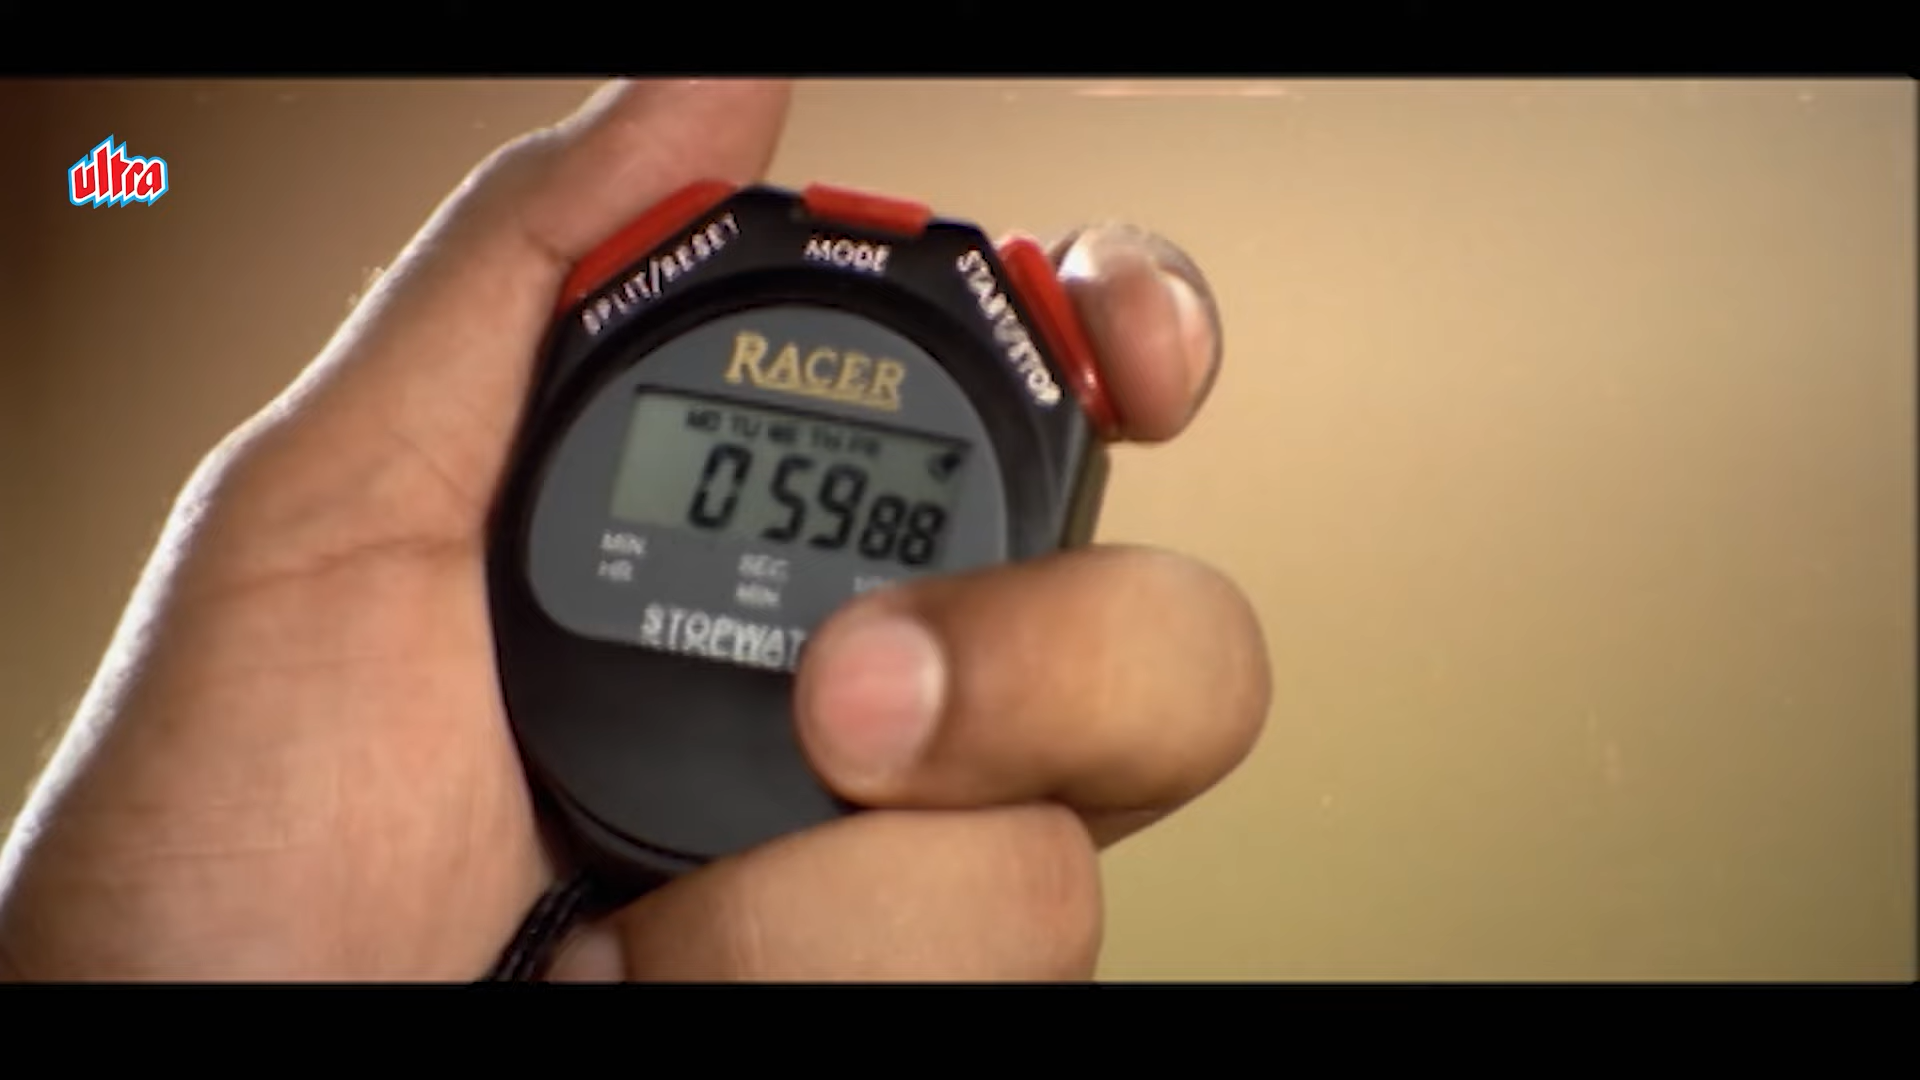 ultra
SPLIT/RESET
MODE
START/STOP
RACER
MO TU WE TH FR
0 59 88
MIN SEC
HR MIN